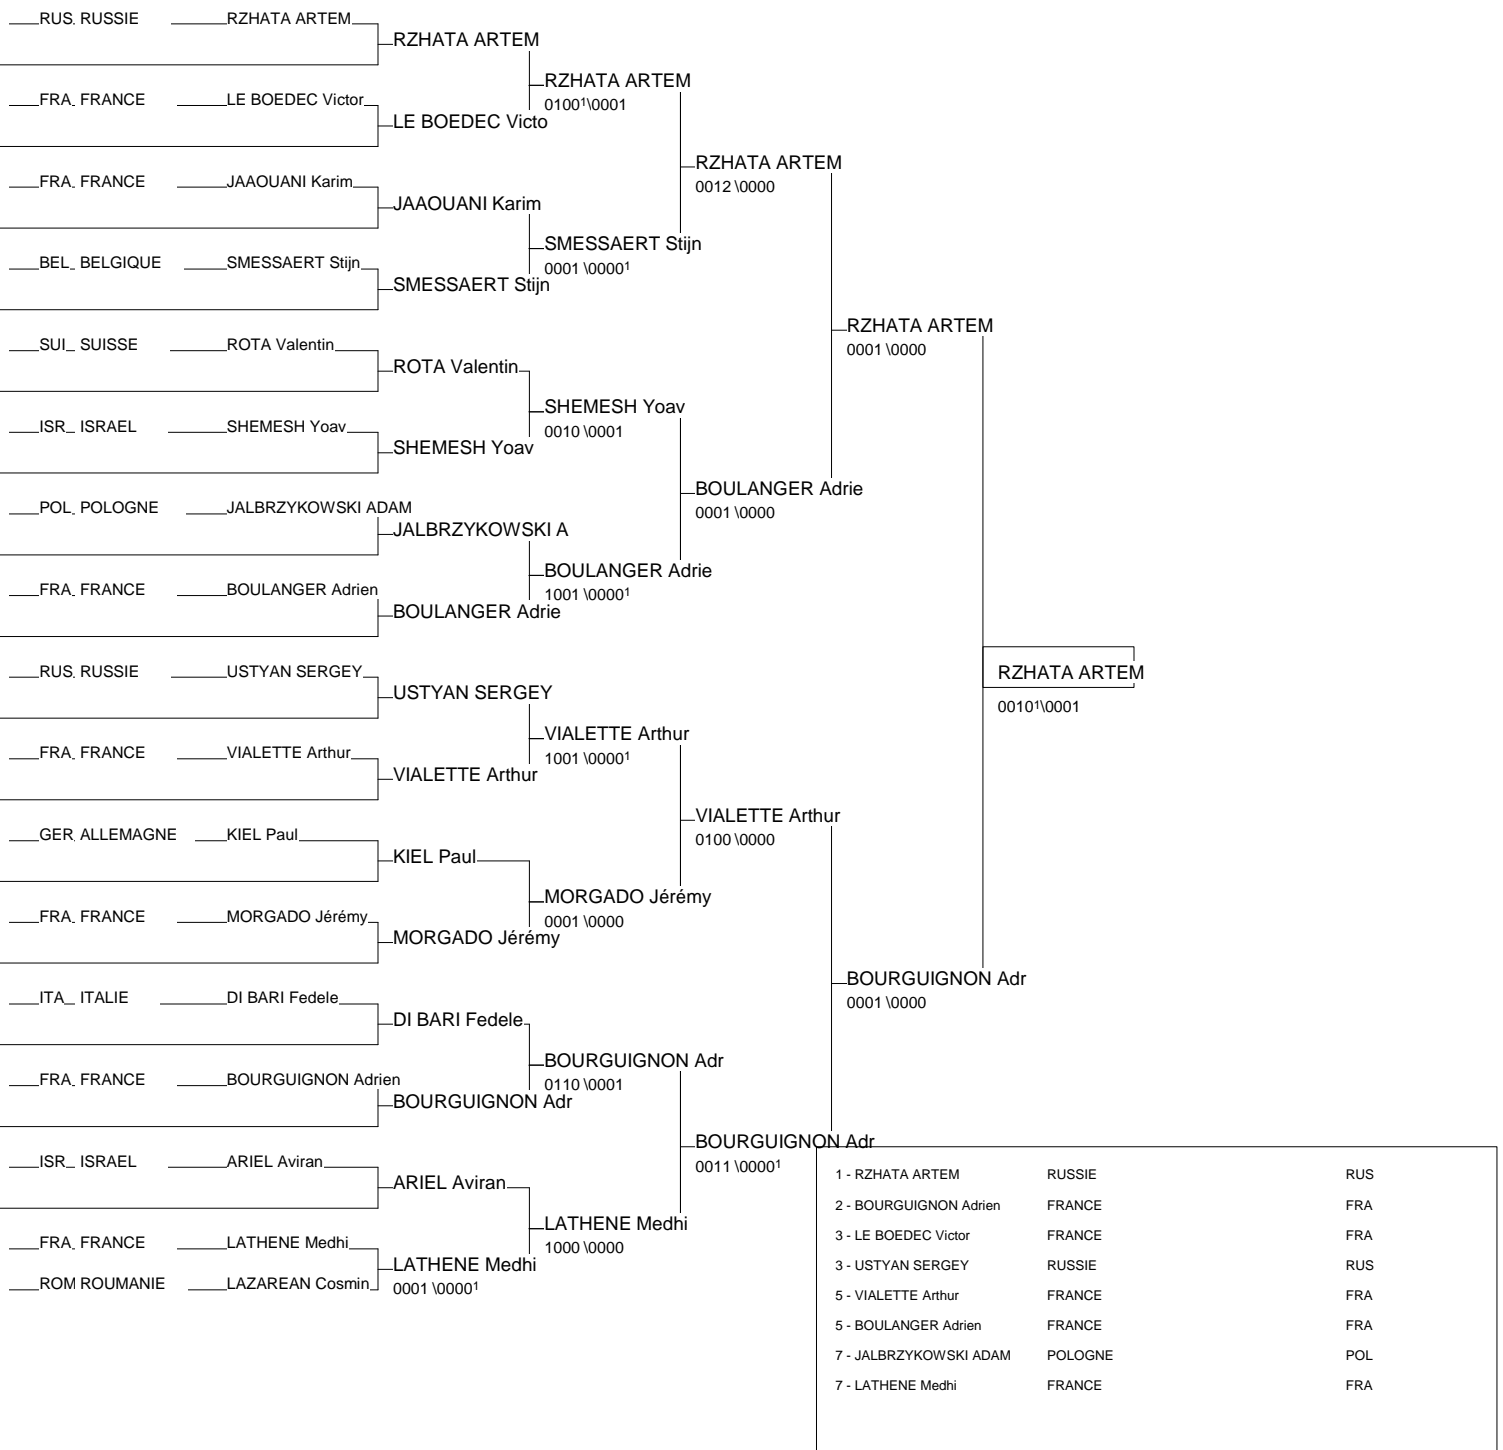 RUS RUSSIE RZHATA ARTEM
RZHATA ARTEM
RZHATA ARTEM
0100¹\0001
FRA FRANCE LE BOEDEC Victor
LE BOEDEC Victo
RZHATA ARTEM
0012 \0000
FRA FRANCE JAAOUANI Karim
JAAOUANI Karim
SMESSAERT Stijn
0001 \0000¹
BEL BELGIQUE SMESSAERT Stijn
SMESSAERT Stijn
RZHATA ARTEM
0001 \0000
SUI SUISSE ROTA Valentin
ROTA Valentin
SHEMESH Yoav
0010 \0001
ISR ISRAEL SHEMESH Yoav
SHEMESH Yoav
BOULANGER Adrie
0001 \0000
POL POLOGNE JALBRZYKOWSKI ADAM
JALBRZYKOWSKI A
BOULANGER Adrie
1001 \0000¹
FRA FRANCE BOULANGER Adrien
BOULANGER Adrie
RZHATA ARTEM
0010¹\0001
RUS RUSSIE USTYAN SERGEY
USTYAN SERGEY
VIALETTE Arthur
1001 \0000¹
FRA FRANCE VIALETTE Arthur
VIALETTE Arthur
VIALETTE Arthur
0100 \0000
GER ALLEMAGNE KIEL Paul
KIEL Paul
MORGADO Jérémy
0001 \0000
FRA FRANCE MORGADO Jérémy
MORGADO Jérémy
BOURGUIGNON Adr
0001 \0000
ITA ITALIE DI BARI Fedele
DI BARI Fedele
BOURGUIGNON Adr
0110 \0001
FRA FRANCE BOURGUIGNON Adrien
BOURGUIGNON Adr
BOURGUIGNON Adr
0011 \0000¹
ISR ISRAEL ARIEL Aviran
ARIEL Aviran
LATHENE Medhi
1000 \0000
FRA FRANCE LATHENE Medhi
LATHENE Medhi
0001 \0000¹
ROM ROUMANIE LAZAREAN Cosmin
1 - RZHATA ARTEM RUSSIE RUS
2 - BOURGUIGNON Adrien FRANCE FRA
3 - LE BOEDEC Victor FRANCE FRA
3 - USTYAN SERGEY RUSSIE RUS
5 - VIALETTE Arthur FRANCE FRA
5 - BOULANGER Adrien FRANCE FRA
7 - JALBRZYKOWSKI ADAM POLOGNE POL
7 - LATHENE Medhi FRANCE FRA